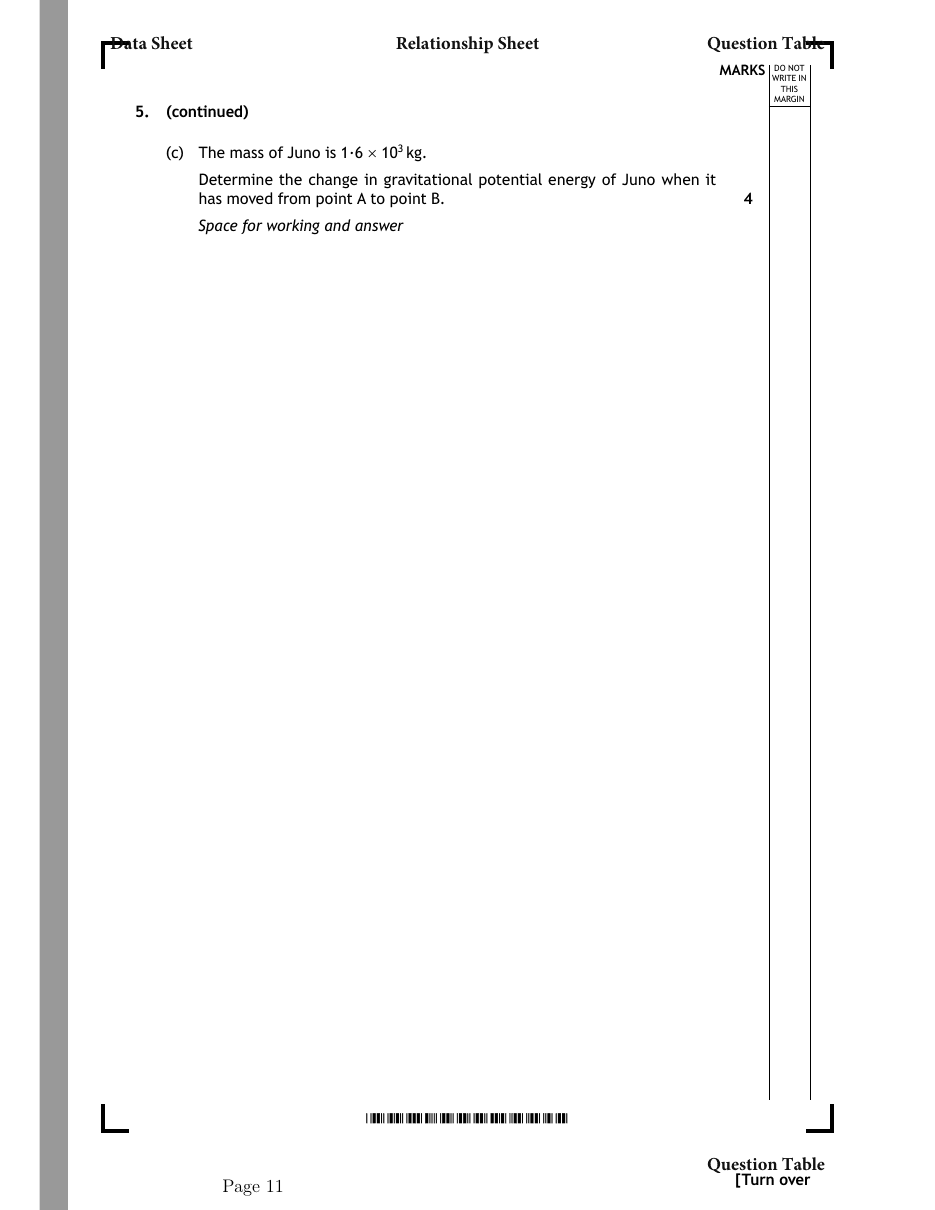 Data Sheet Relationship Sheet Question Table
MARKS
DO NOT
WRITE IN
THIS
MARGIN
5. (continued)
(c) The mass of Juno is 1·6 × 10³ kg.
Determine the change in gravitational potential energy of Juno when it
has moved from point A to point B. 4
Space for working and answer
Question Table
[Turn over
Page 11